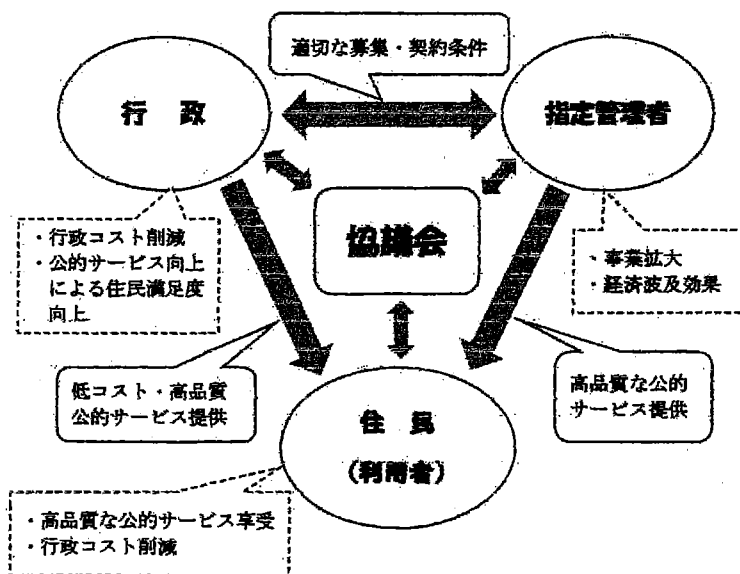 適切な募集・契約条件
行 政
指定管理者
協議会
・行政コスト削減
・公的サービス向上
による住民満足度
向上
・事業拡大
・経済波及効果
低コスト・高品質
公的サービス提供
高品質な公的
サービス提供
住 民
(利用者)
・高品質な公的サービス享受
・行政コスト削減